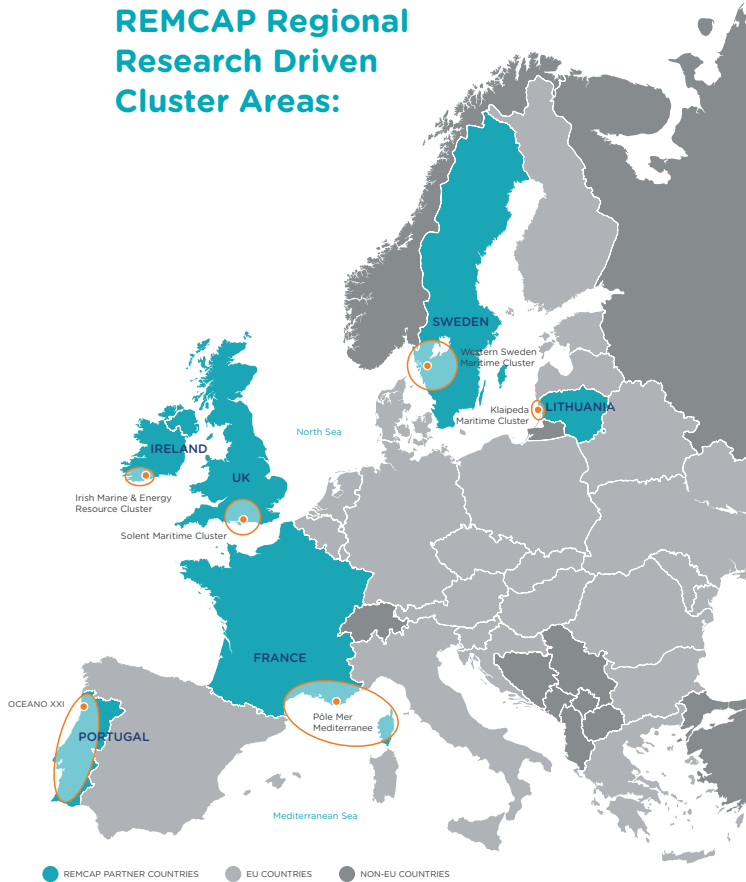 REMCAP Regional
Research Driven
Cluster Areas:
SWEDEN
Western Sweden
Maritime Cluster
Klaipeda
Maritime Cluster
LITHUANIA
North Sea
IRELAND
UK
Irish Marine & Energy
Resource Cluster
Solent Maritime Cluster
FRANCE
OCEANO XXI
Pôle Mer
Mediterranee
PORTUGAL
Mediterranean Sea
REMCAP PARTNER COUNTRIES
EU COUNTRIES
NON-EU COUNTRIES